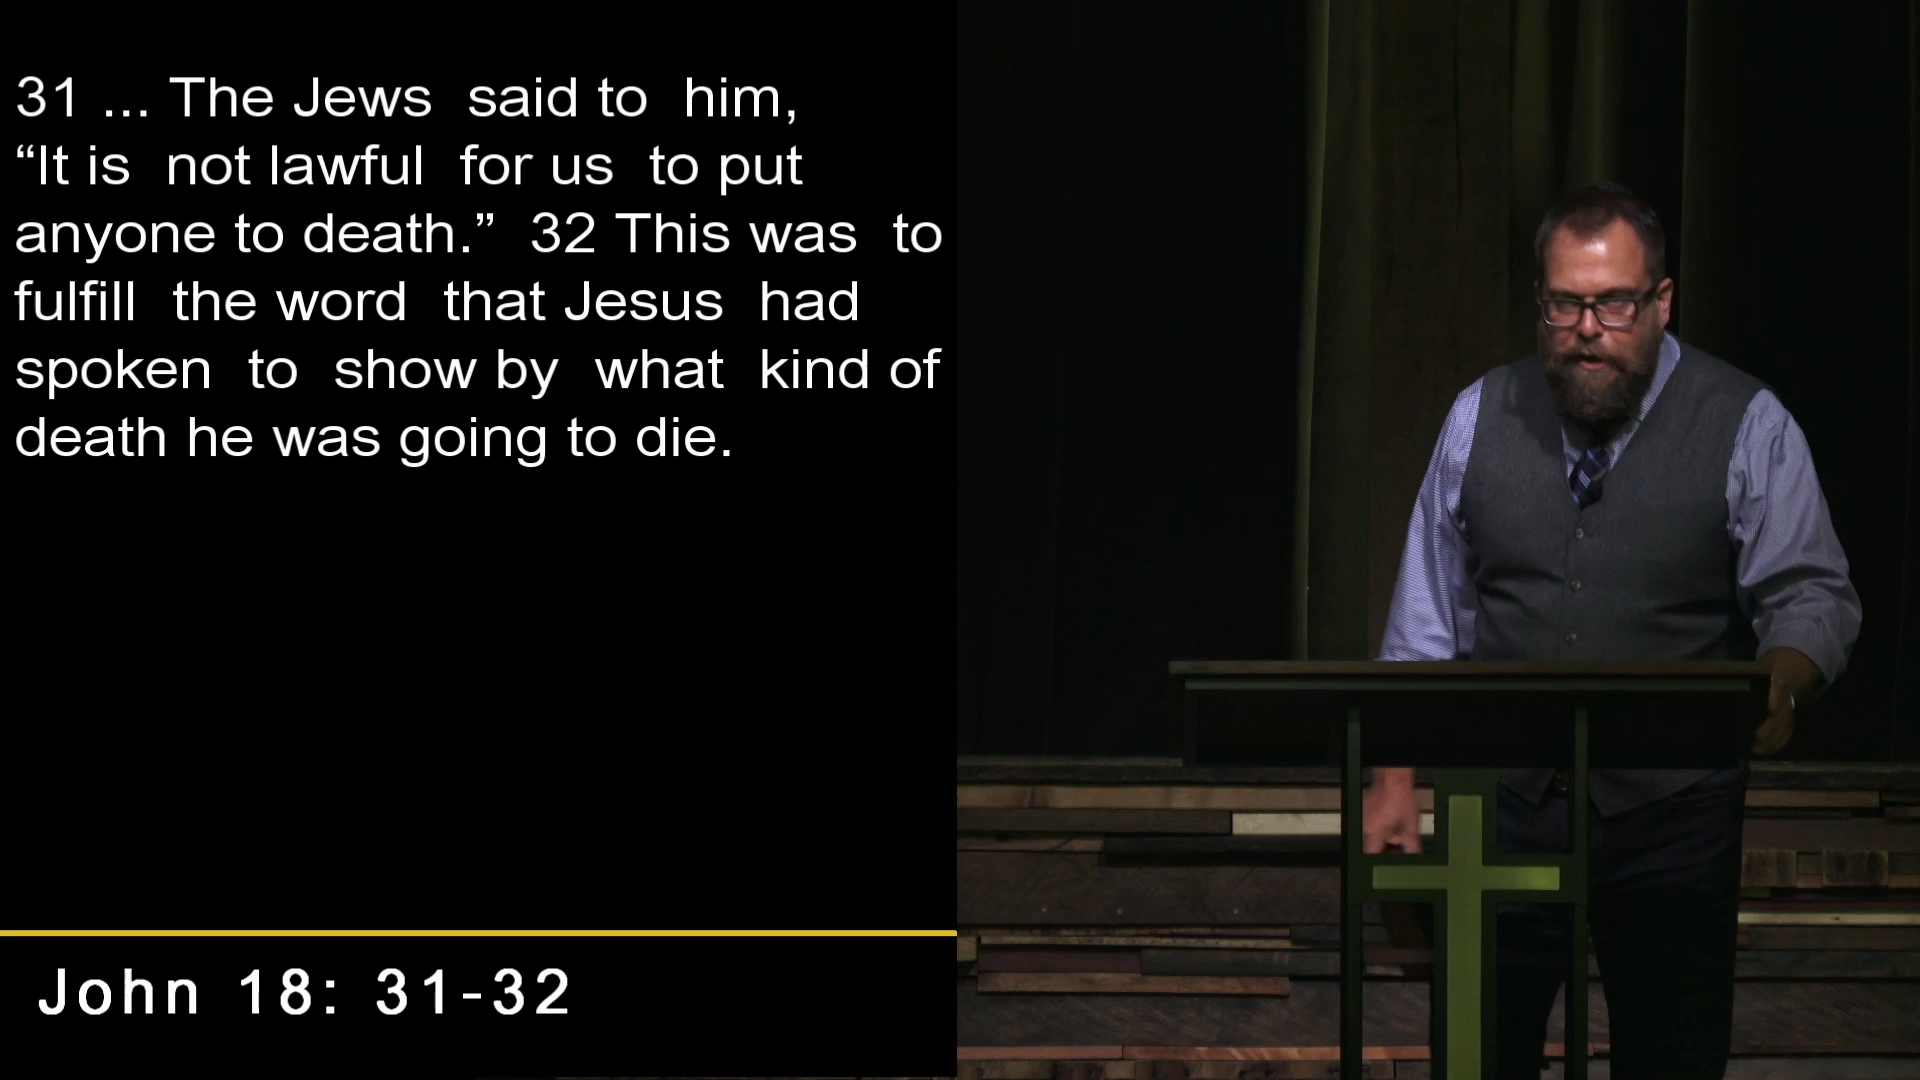 31 ... The Jews said to him,
“It is not lawful for us to put
anyone to death.” 32 This was to
fulfill the word that Jesus had
spoken to show by what kind of
death he was going to die.
John 18: 31-32